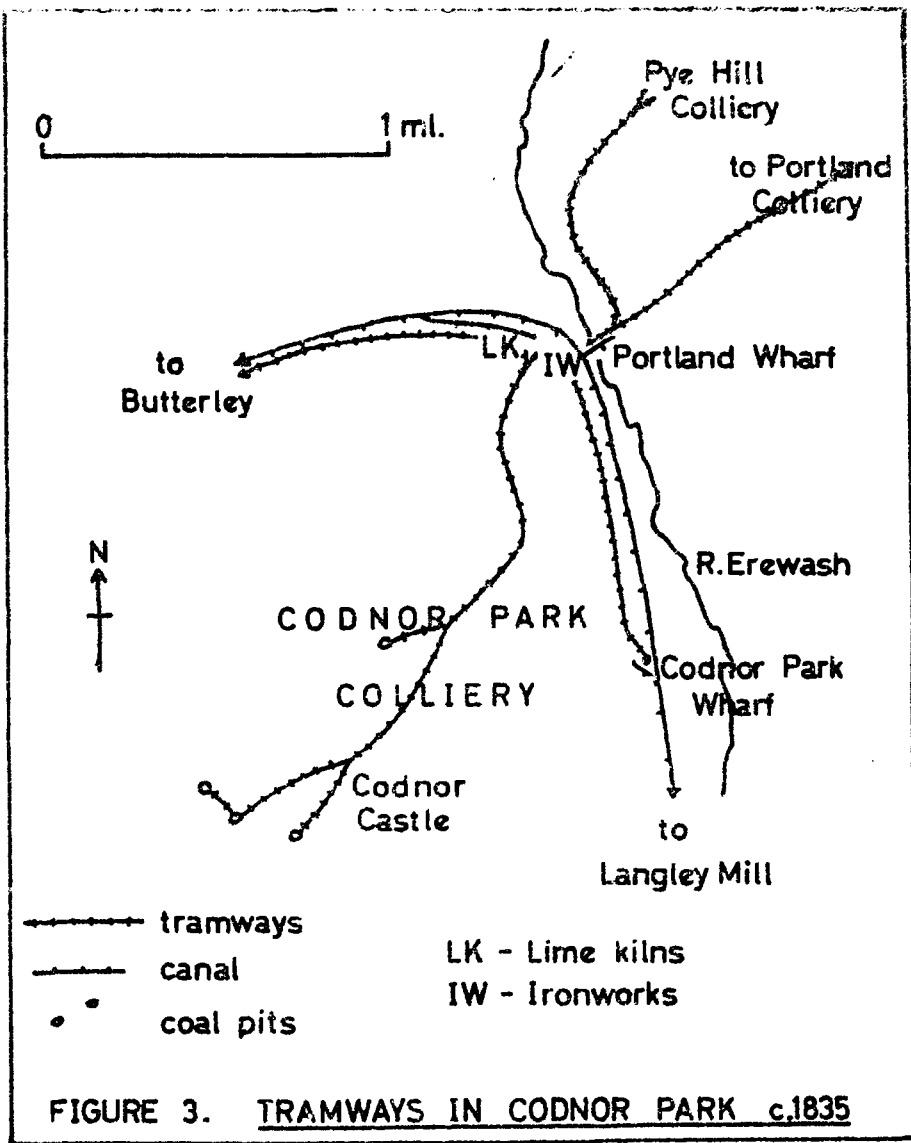 Pye Hill
Colliery
0 1 ml.
to Portland
Colliery
to
Butterley
LK
IW
Portland Wharf
N
R.Erewash
CODNOR PARK
COLLIERY
Codnor Park
Wharf
Codnor
Castle
to
Langley Mill
tramways
canal
coal pits
LK - Lime kilns
IW - Ironworks
FIGURE 3. TRAMWAYS IN CODNOR PARK c.1835